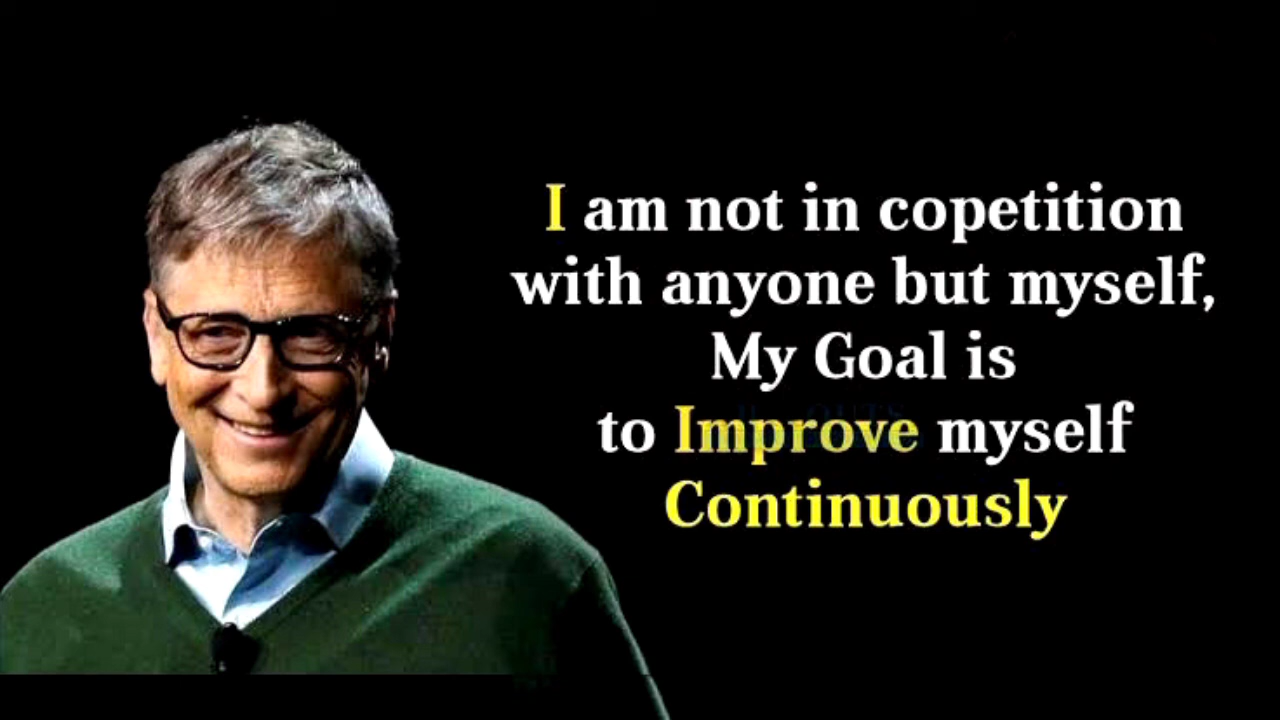 I am not in copetition
with anyone but myself,
My Goal is
to Improve myself
Continuously